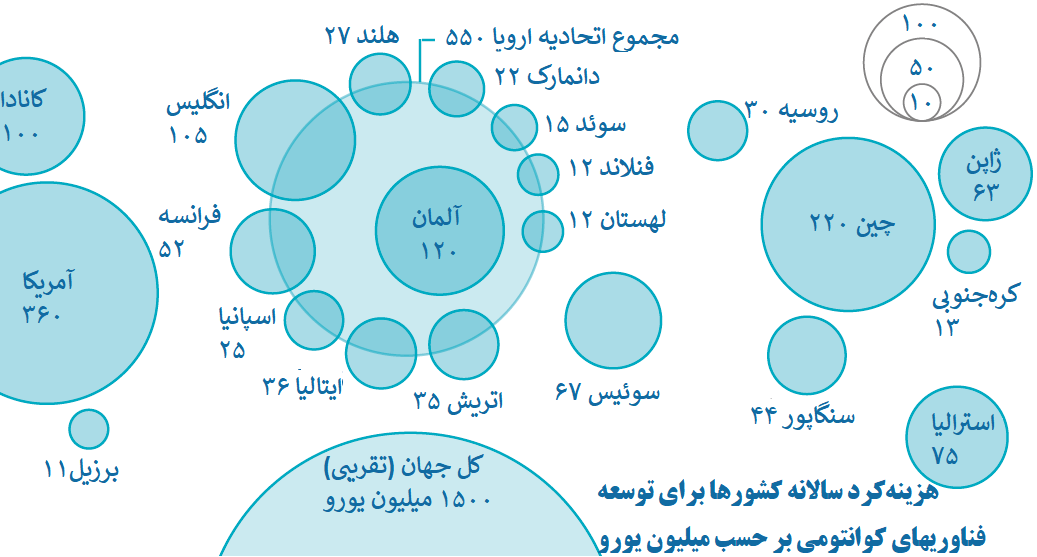 مجموع اتحادیه اروپا ۵۵۰
هلند ۲۷
دانمارک ۲۲
سوئد ۱۵
فنلاند ۱۲
لهستان ۱۲
آلمان
۱۲۰
انگلیس
۱۰۵
فرانسه
۵۲
اسپانیا
۲۵
ایتالیا ۳۶
اتریش ۳۵
سوئیس ۶۷
کانادا
۱۰۰
آمریکا
۳۶۰
برزیل ۱۱
۱۰۰
۵۰
۱۰
روسیه ۳۰
ژاپن
۶۳
چین ۲۲۰
کره‌جنوبی
۱۳
سنگاپور ۴۴
استرالیا
۷۵
کل جهان (تقریبی)
۱۵۰۰ میلیون یورو
هزینه‌کرد سالانه کشورها برای توسعه
فناوریهای کوانتومی بر حسب میلیون یورو